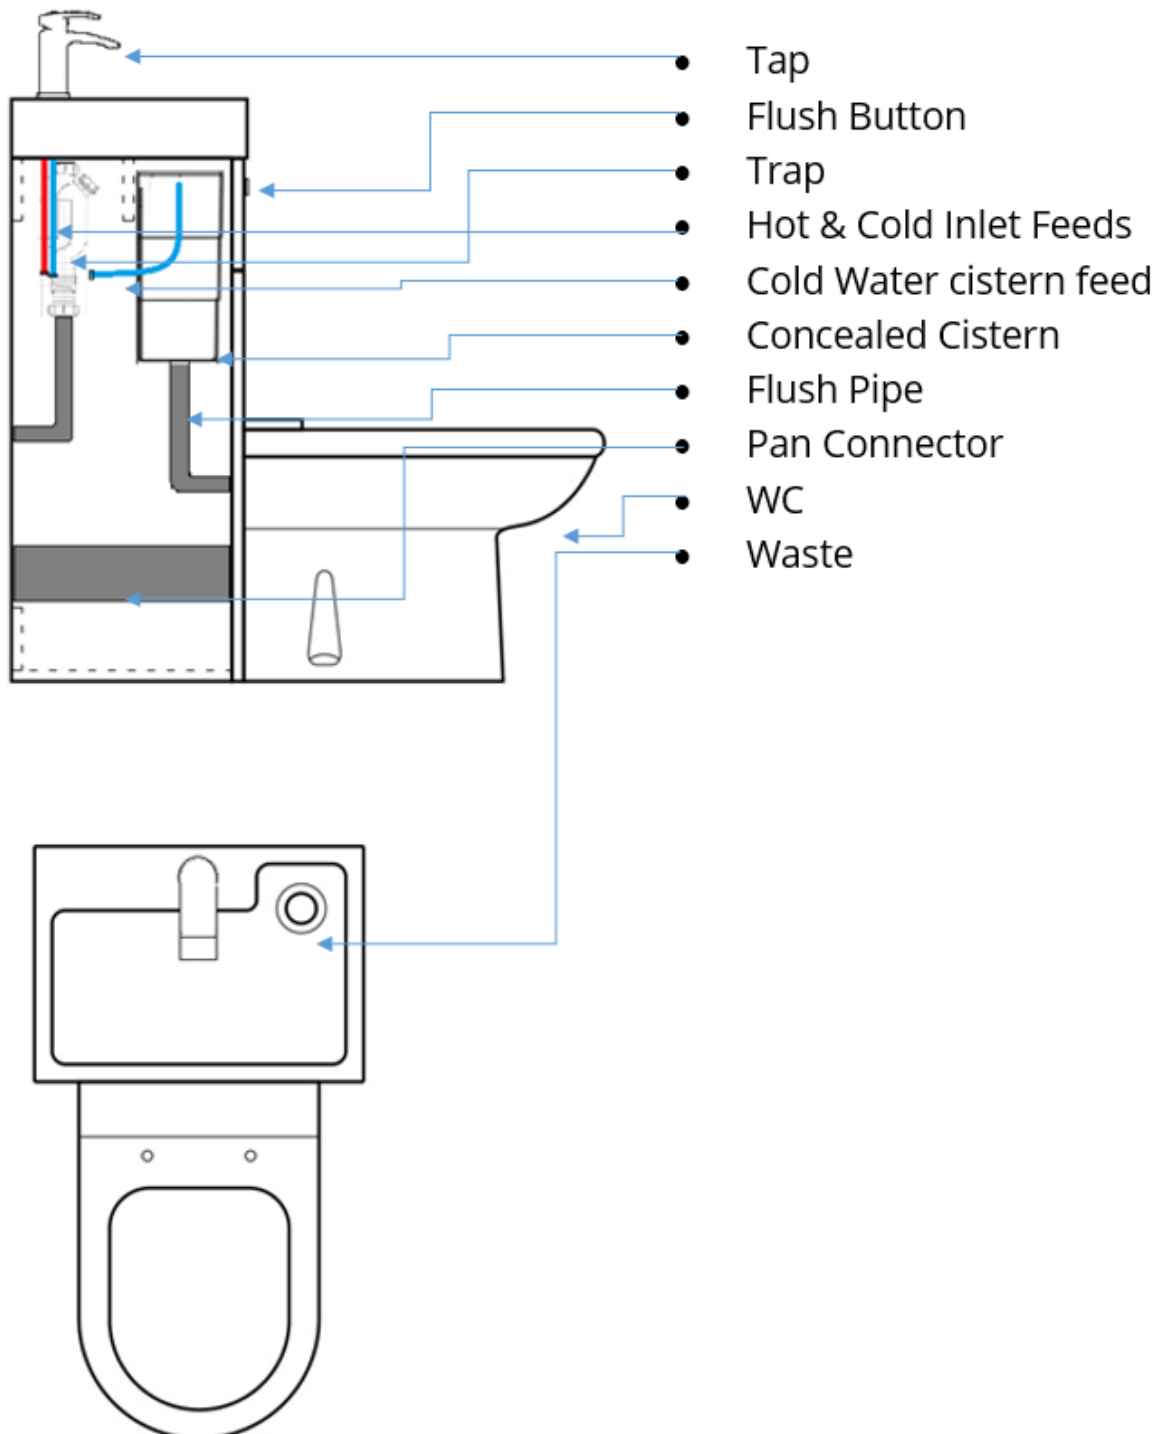 Tap
Flush Button
Trap
Hot & Cold Inlet Feeds
Cold Water cistern feed
Concealed Cistern
Flush Pipe
Pan Connector
WC
Waste